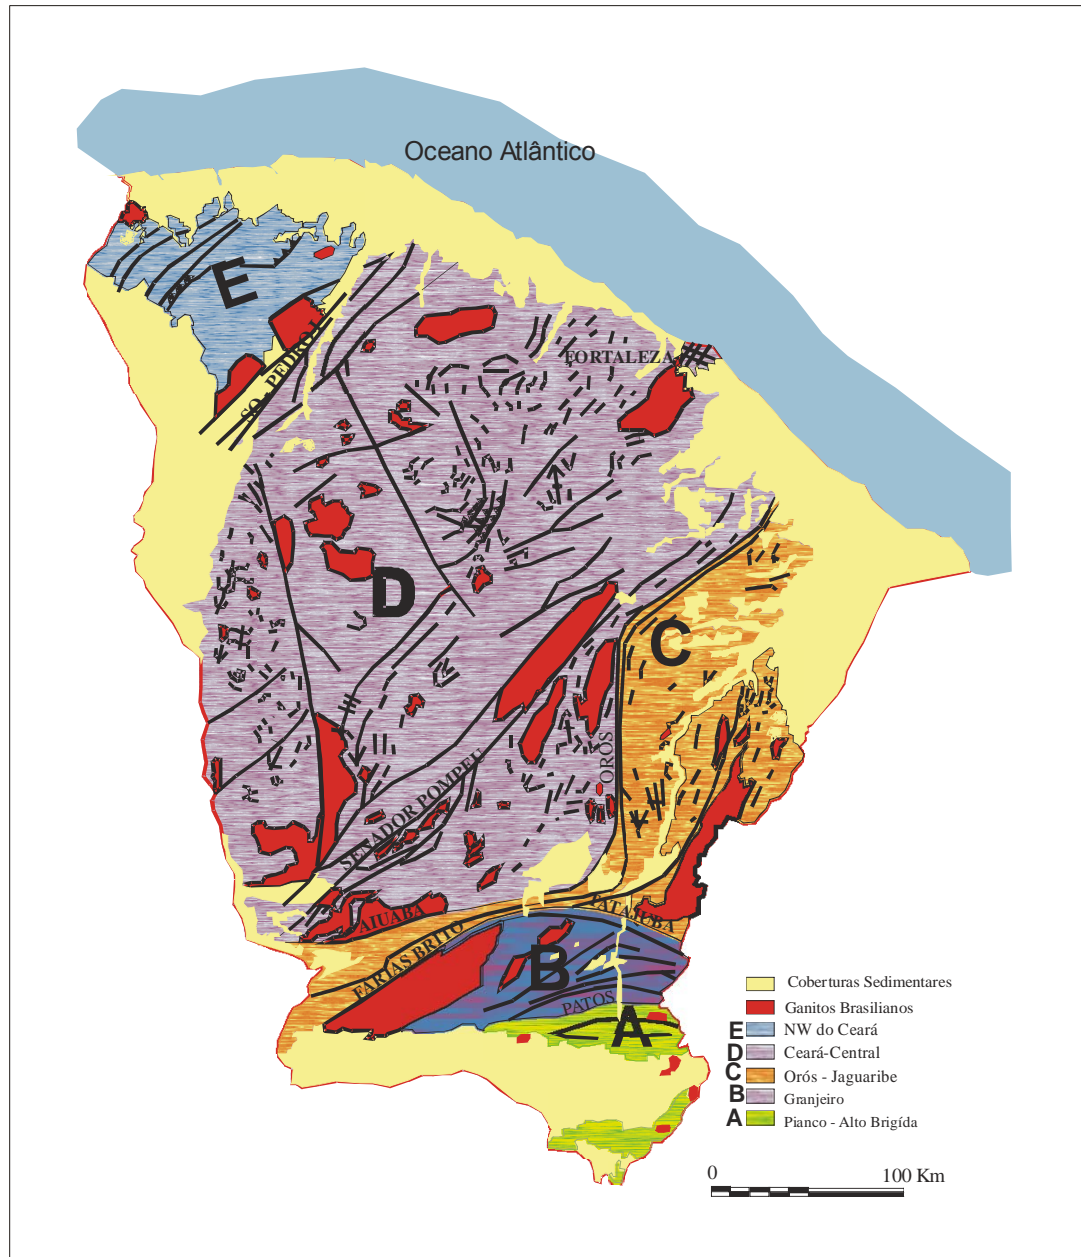 Oceano Atlântico
E
FORTALEZA
SO - PEDRO I
D
C
ORÓS
SENADOR POMPEU
AIUABA
TATAJUBA
FARIAS BRITO
B
PATOS
A
Coberturas Sedimentares
Ganitos Brasilianos
E NW do Ceará
D Ceará-Central
C Orós - Jaguaribe
B Granjeiro
A Pianco - Alto Brigída
0 100 Km